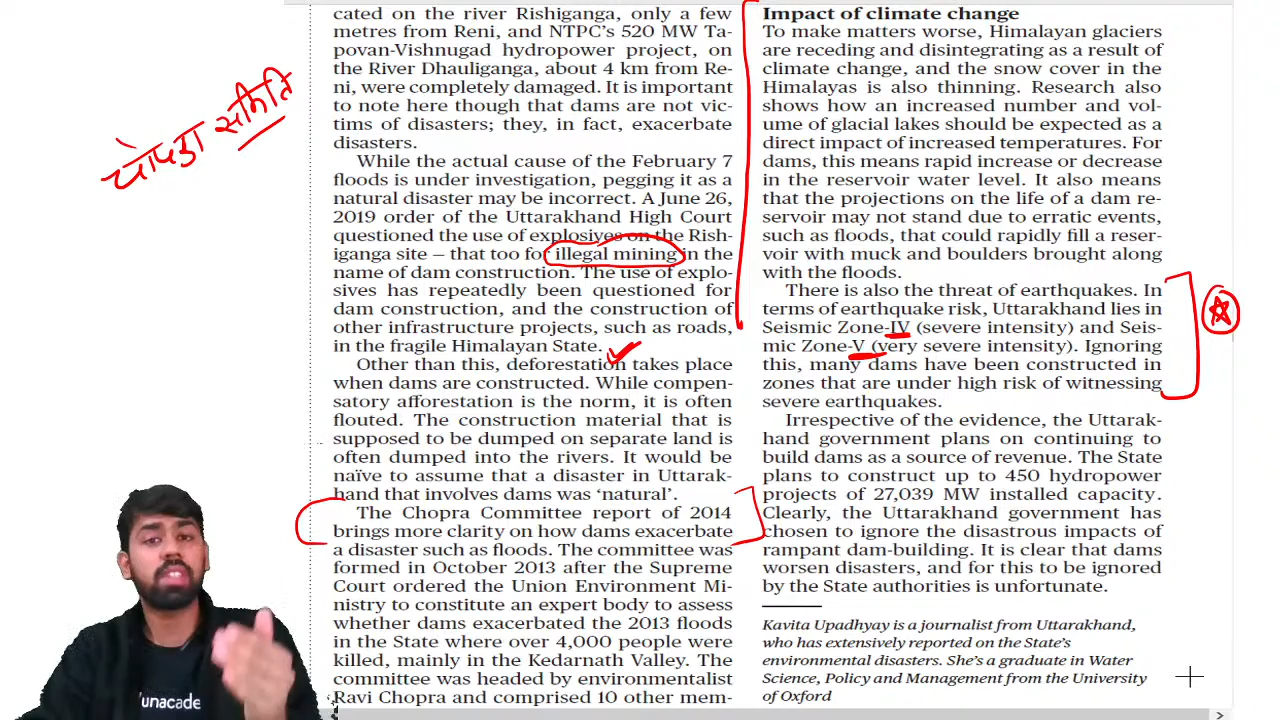 चोपडा समिति
cated on the river Rishiganga, only a few
metres from Reni, and NTPC’s 520 MW Ta-
povan-Vishnugad hydropower project, on
the River Dhauliganga, about 4 km from Re-
ni, were completely damaged. It is important
to note here though that dams are not vic-
tims of disasters; they, in fact, exacerbate
disasters.
While the actual cause of the February 7
floods is under investigation, pegging it as a
natural disaster may be incorrect. A June 26,
2019 order of the Uttarakhand High Court
questioned the use of explosives on the Rish-
iganga site – that too for illegal mining in the
name of dam construction. The use of explo-
sives has repeatedly been questioned for
dam construction, and the construction of
other infrastructure projects, such as roads,
in the fragile Himalayan State.
Other than this, deforestation takes place
when dams are constructed. While compen-
satory afforestation is the norm, it is often
flouted. The construction material that is
supposed to be dumped on separate land is
often dumped into the rivers. It would be
naïve to assume that a disaster in Uttarak-
hand that involves dams was ‘natural’.
The Chopra Committee report of 2014
brings more clarity on how dams exacerbate
a disaster such as floods. The committee was
formed in October 2013 after the Supreme
Court ordered the Union Environment Mi-
nistry to constitute an expert body to assess
whether dams exacerbated the 2013 floods
in the State where over 4,000 people were
killed, mainly in the Kedarnath Valley. The
committee was headed by environmentalist
Ravi Chopra and comprised 10 other mem-
Impact of climate change
To make matters worse, Himalayan glaciers
are receding and disintegrating as a result of
climate change, and the snow cover in the
Himalayas is also thinning. Research also
shows how an increased number and vol-
ume of glacial lakes should be expected as a
direct impact of increased temperatures. For
dams, this means rapid increase or decrease
in the reservoir water level. It also means
that the projections on the life of a dam re-
servoir may not stand due to erratic events,
such as floods, that could rapidly fill a reser-
voir with muck and boulders brought along
with the floods.
There is also the threat of earthquakes. In
terms of earthquake risk, Uttarakhand lies in
Seismic Zone-IV (severe intensity) and Seis-
mic Zone-V (very severe intensity). Ignoring
this, many dams have been constructed in
zones that are under high risk of witnessing
severe earthquakes.
Irrespective of the evidence, the Uttarak-
hand government plans on continuing to
build dams as a source of revenue. The State
plans to construct up to 450 hydropower
projects of 27,039 MW installed capacity.
Clearly, the Uttarakhand government has
chosen to ignore the disastrous impacts of
rampant dam-building. It is clear that dams
worsen disasters, and for this to be ignored
by the State authorities is unfortunate.
Kavita Upadhyay is a journalist from Uttarakhand,
who has extensively reported on the State’s
environmental disasters. She’s a graduate in Water
Science, Policy and Management from the University
of Oxford
'unacade